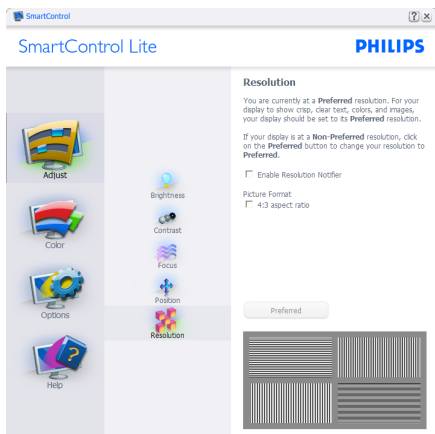 SmartControl
SmartControl Lite
PHILIPS
Adjust
Color
Options
Help
Brightness
Contrast
Focus
Position
Resolution
Resolution
You are currently at a Preferred resolution. For your
display to show crisp, clear text, colors, and images,
your display should be set to its Preferred resolution.
If your display is at a Non-Preferred resolution, click
on the Preferred button to change your resolution to
Preferred.
Enable Resolution Notifier
Picture Format
4:3 aspect ratio
Preferred